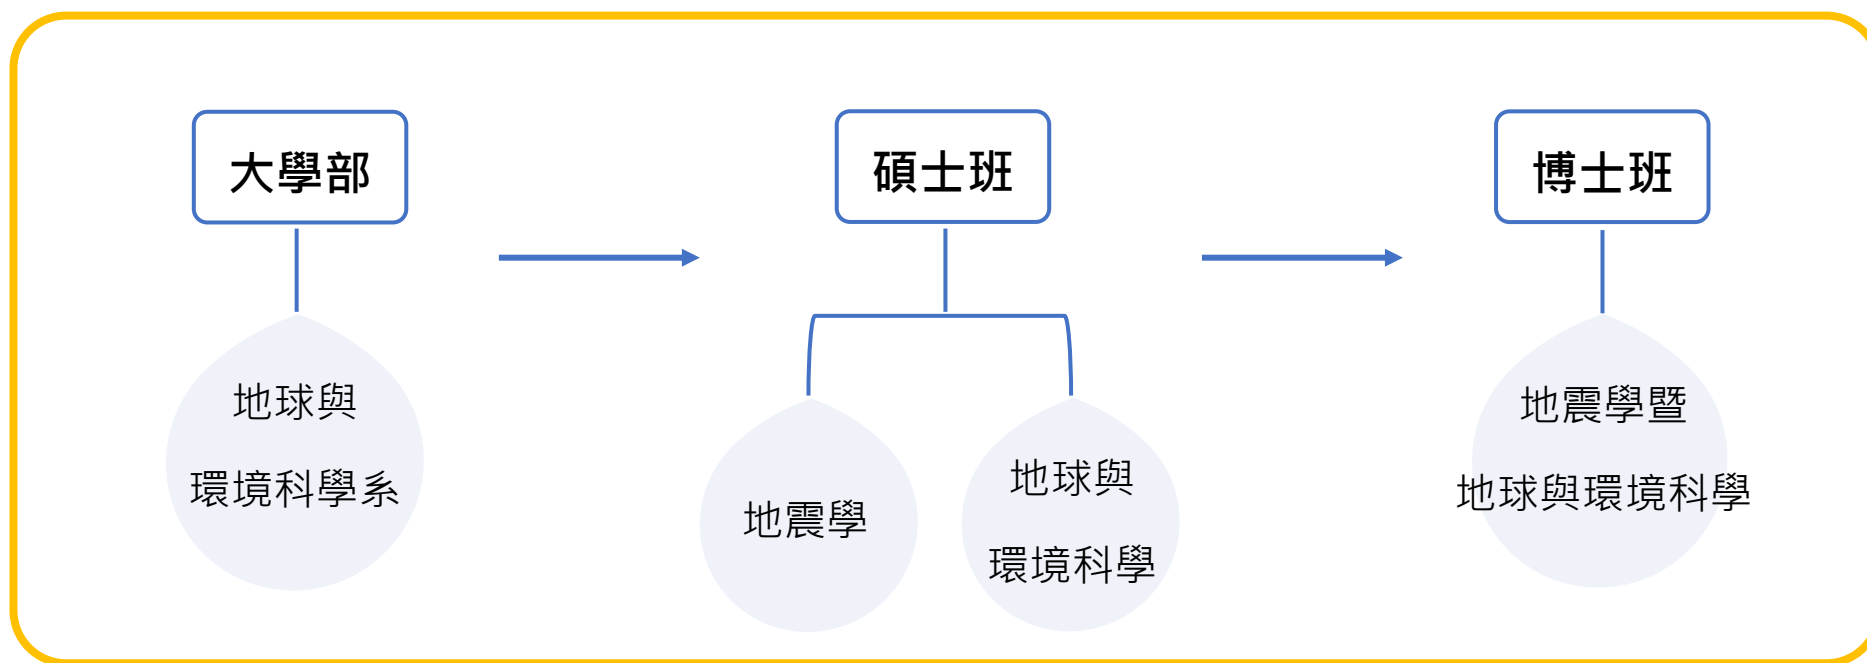 大學部
地球與
環境科學系
碩士班
地震學
地球與
環境科學
博士班
地震學暨
地球與環境科學